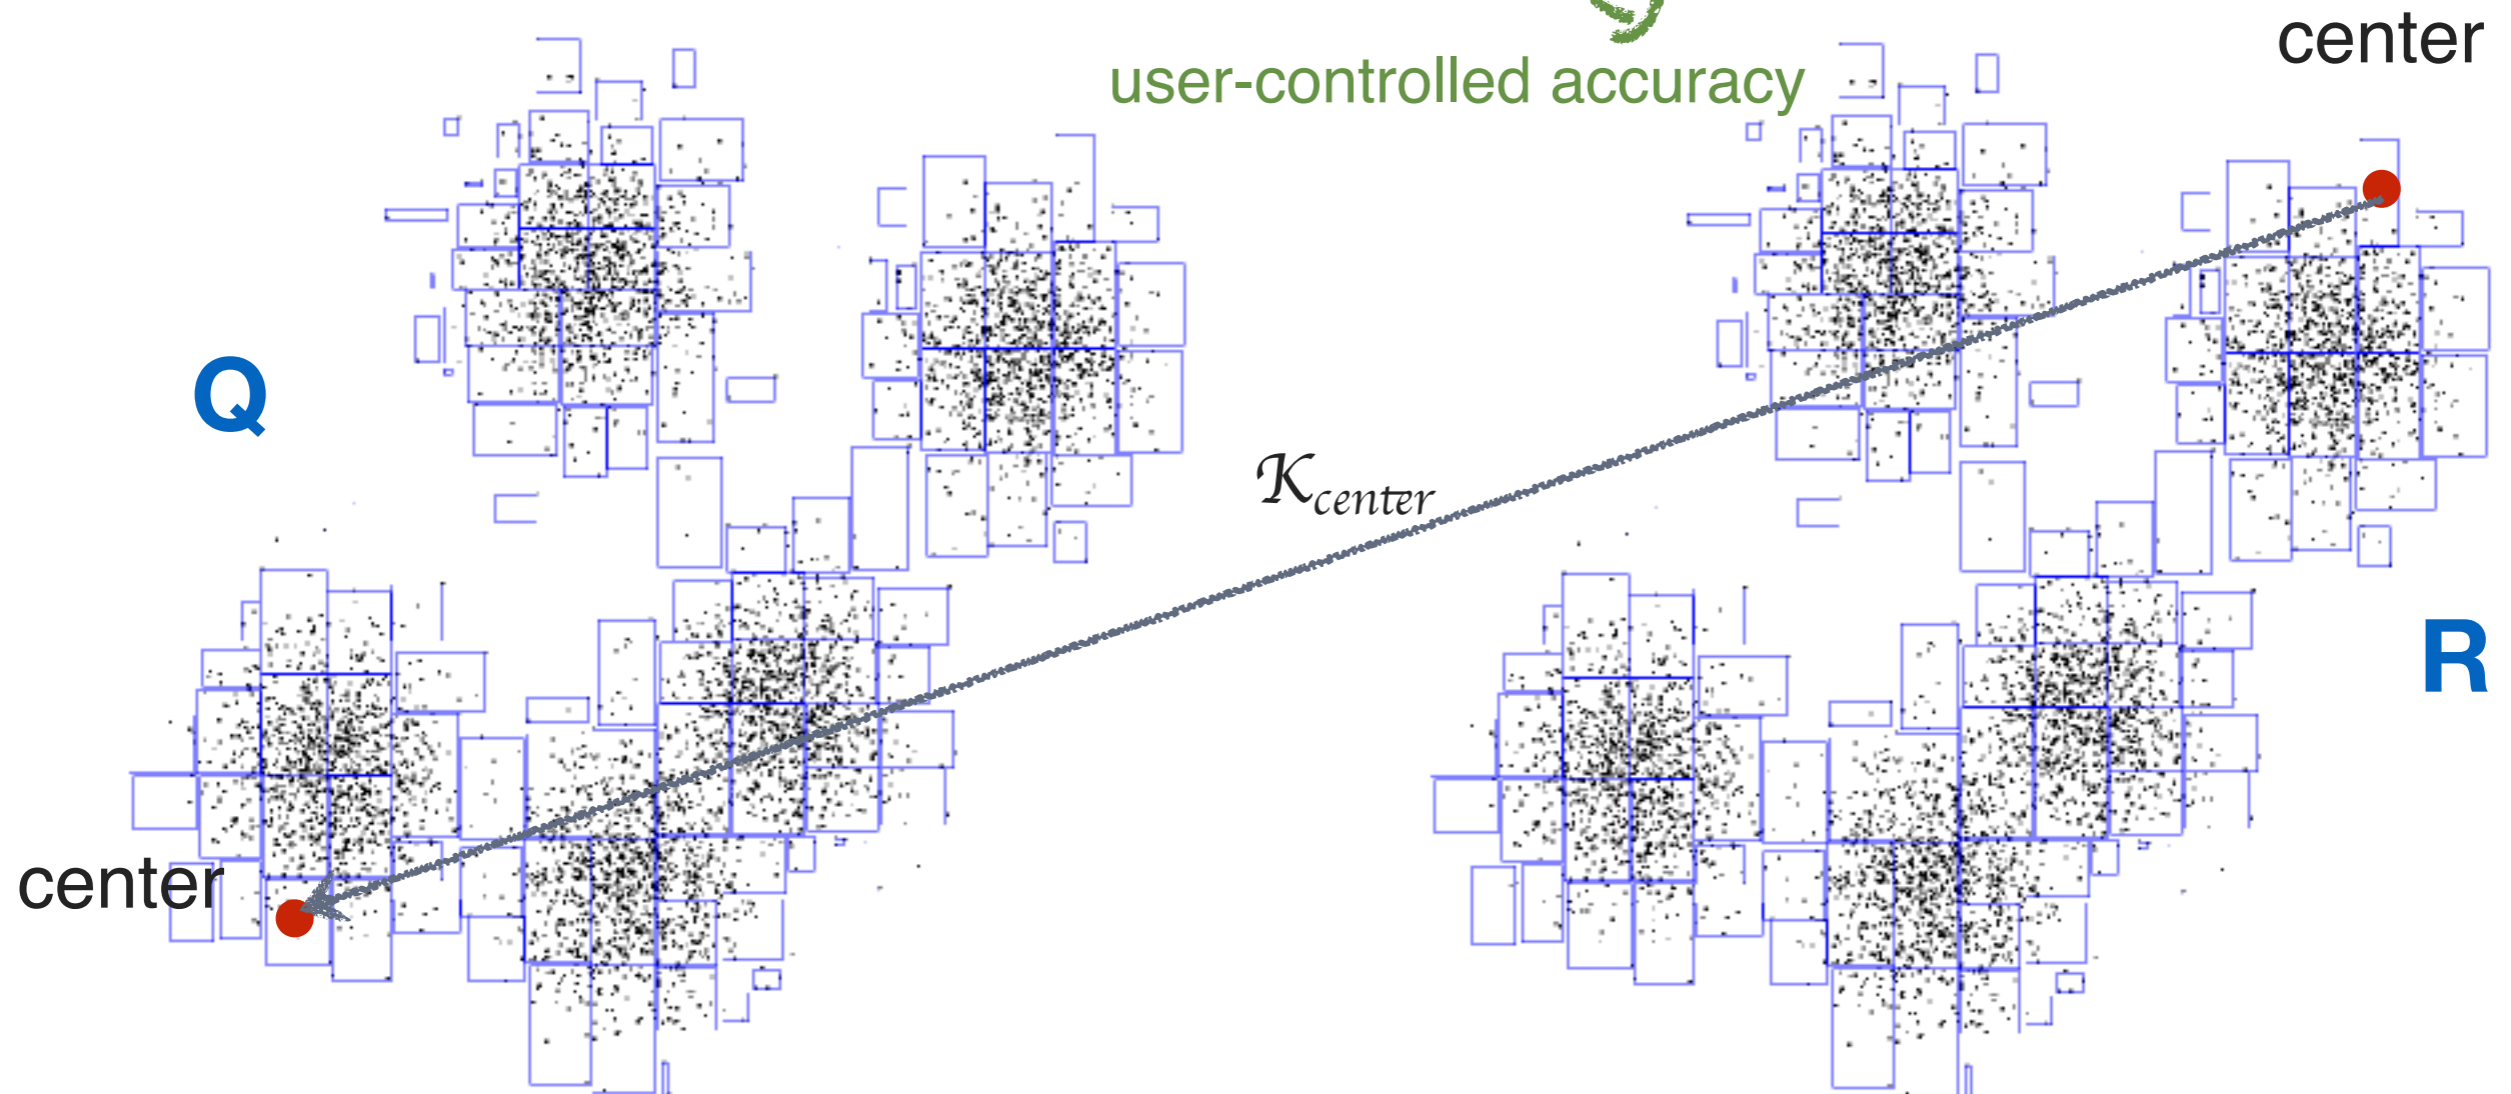 center
user-controlled accuracy
Q
𝒦center
R
center